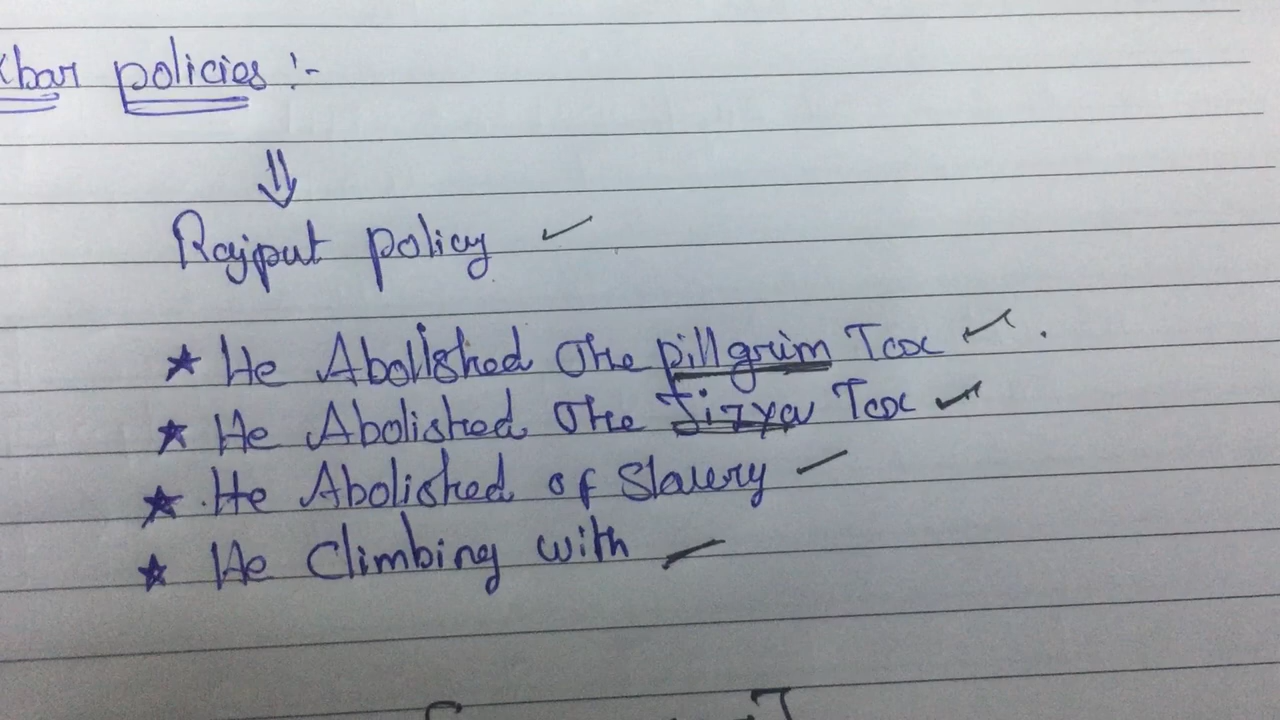 kbar policies :-
Rajput policy
He Abolished The pillgrim Tax
He Abolished The Jizya Tax
He Abolished of Slavery
He Climbing with